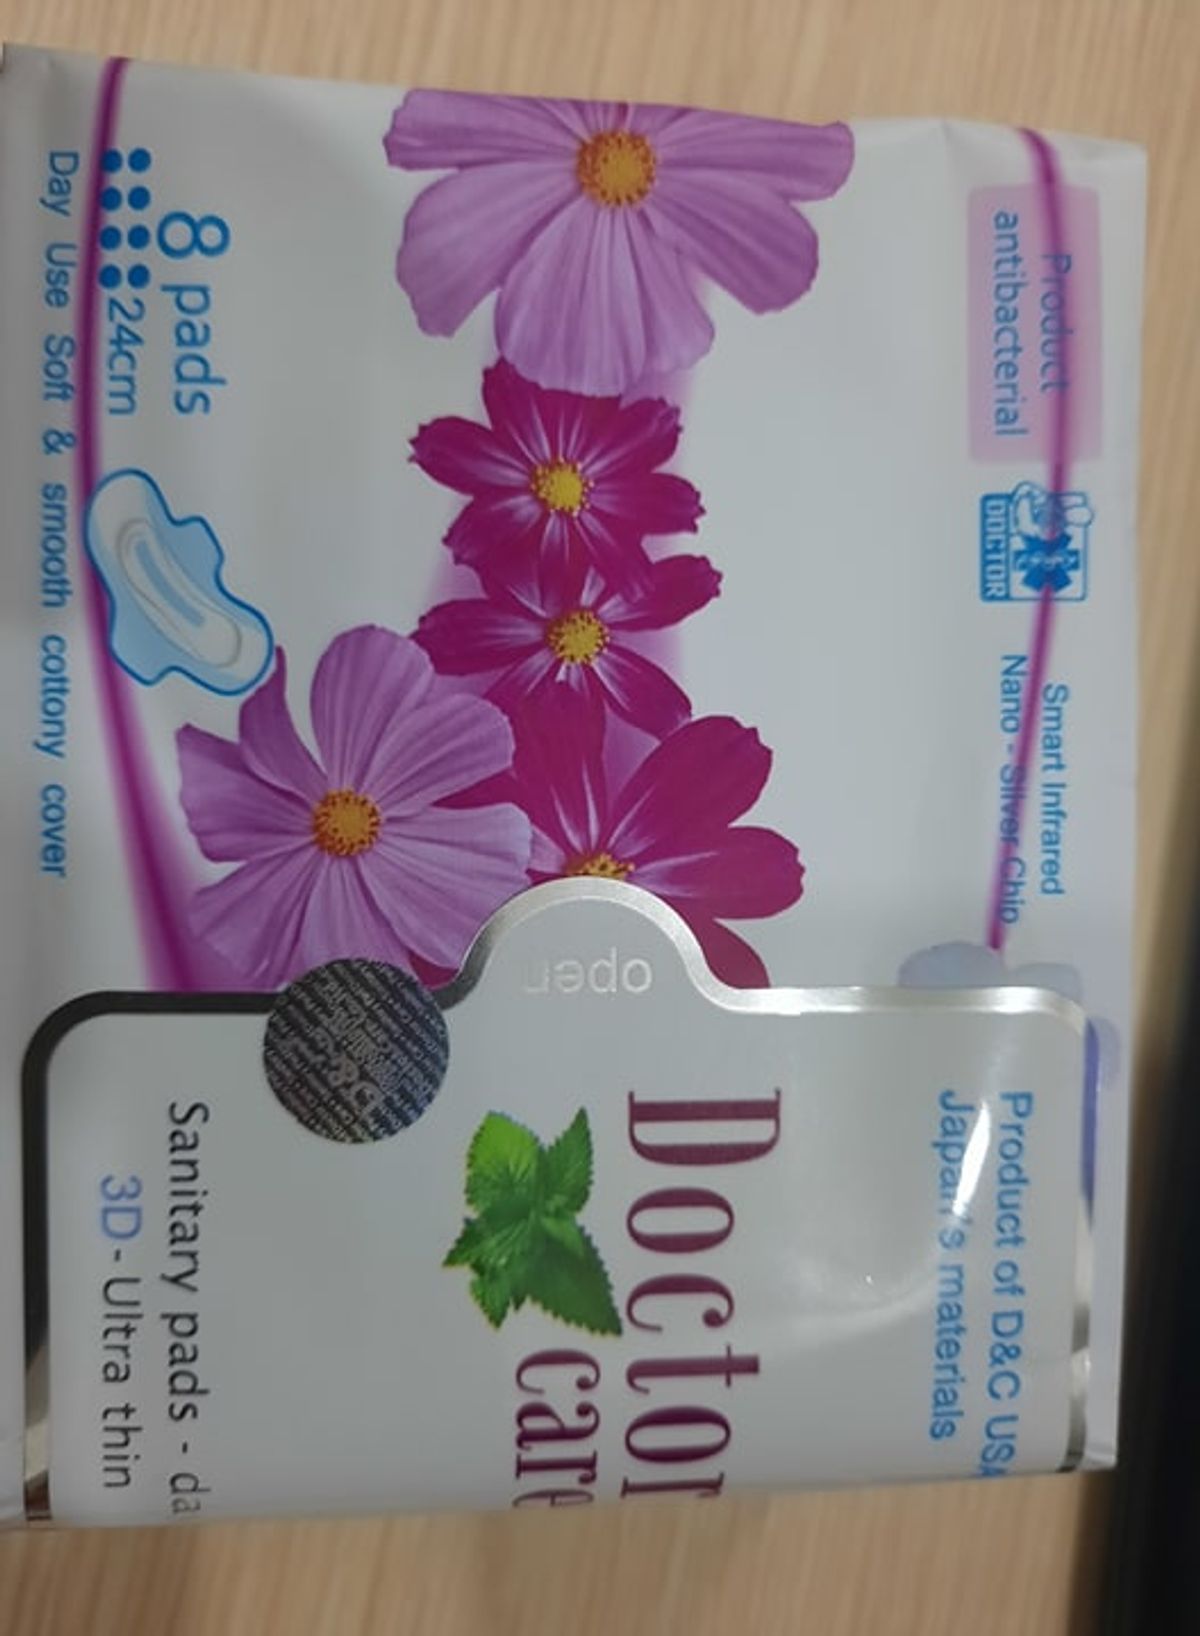 Product
antibacterial
DOCTOR
Smart Infrared
Nano - Silver Chip
Product of D&C USA
Japan's materials
Doctor
care
open
8 pads
24cm
Sanitary pads - da
3D - Ultra thin
Day Use Soft & smooth cottony cover